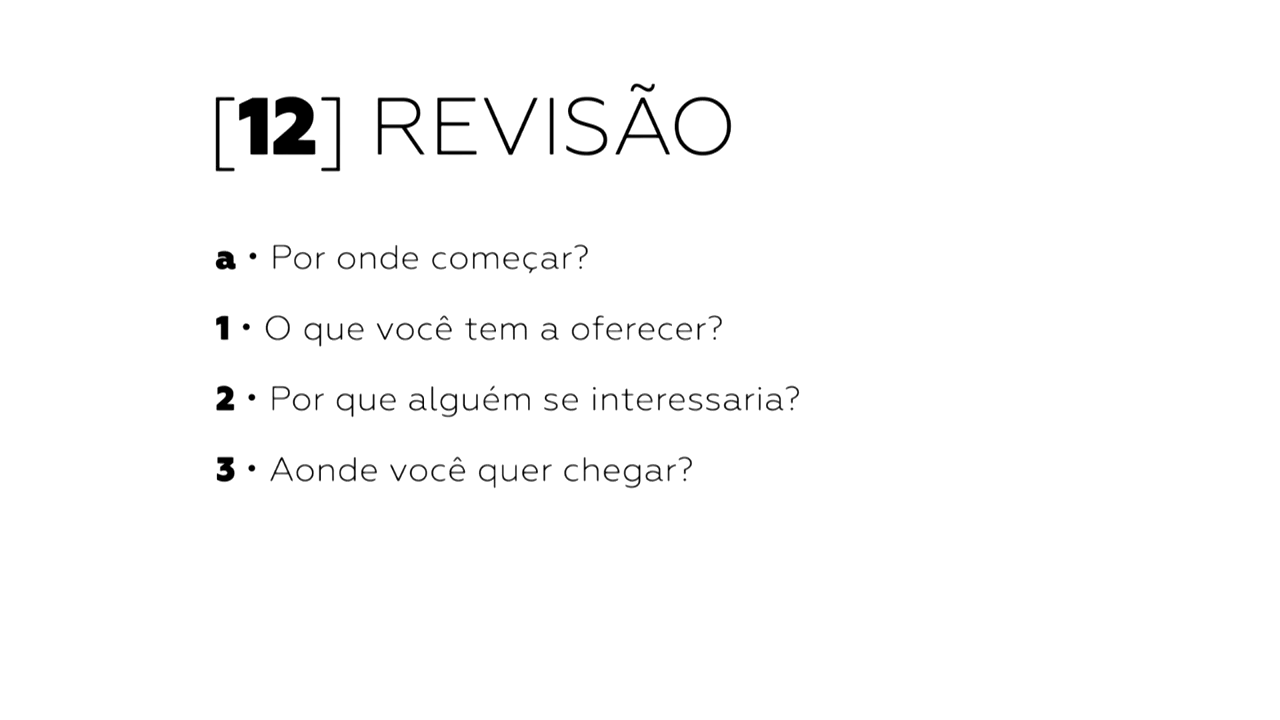 [12] REVISÃO
a • Por onde começar?
1 • O que você tem a oferecer?
2 • Por que alguém se interessaria?
3 • Aonde você quer chegar?